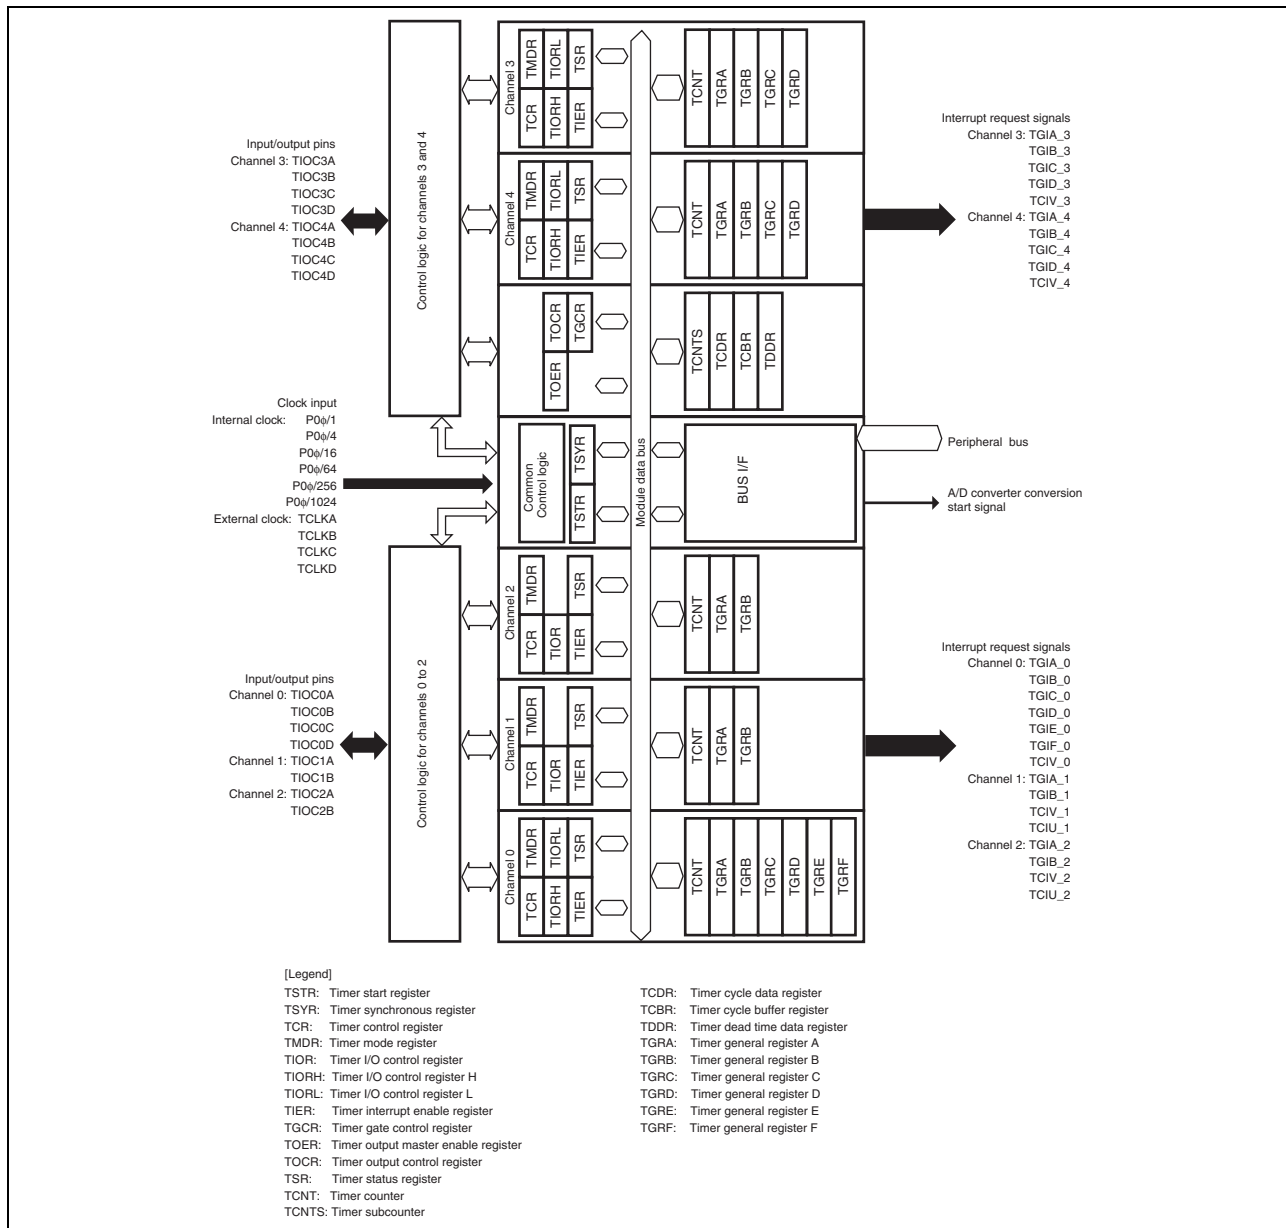 Input/output pins
Channel 3: TIOC3A
TIOC3B
TIOC3C
TIOC3D
Channel 4: TIOC4A
TIOC4B
TIOC4C
TIOC4D
Clock input
Internal clock: P0ϕ/1
P0ϕ/4
P0ϕ/16
P0ϕ/64
P0ϕ/256
P0ϕ/1024
External clock: TCLKA
TCLKB
TCLKC
TCLKD
Input/output pins
Channel 0: TIOC0A
TIOC0B
TIOC0C
TIOC0D
Channel 1: TIOC1A
TIOC1B
Channel 2: TIOC2A
TIOC2B
Control logic for channels 3 and 4
Control logic for channels 0 to 2
Channel 3
TCR TMDR
TIORH TIORL
TIER TSR
TCNT
TGRA
TGRB
TGRC
TGRD
Channel 4
TCR TMDR
TIORH TIORL
TIER TSR
TCNT
TGRA
TGRB
TGRC
TGRD
TOER TOCR
TGCR
TCNTS
TCDR
TCBR
TDDR
Common
Control logic
TSTR TSYR
Module data bus
BUS I/F
Channel 2
TCR TMDR
TIOR
TIER TSR
TCNT
TGRA
TGRB
Channel 1
TCR TMDR
TIOR
TIER TSR
TCNT
TGRA
TGRB
Channel 0
TCR TMDR
TIORH TIORL
TIER TSR
TCNT
TGRA
TGRB
TGRC
TGRD
TGRE
TGRF
Interrupt request signals
Channel 3: TGIA_3
TGIB_3
TGIC_3
TGID_3
TCIV_3
Channel 4: TGIA_4
TGIB_4
TGIC_4
TGID_4
TCIV_4
Peripheral bus
A/D converter conversion
start signal
Interrupt request signals
Channel 0: TGIA_0
TGIB_0
TGIC_0
TGID_0
TGIE_0
TGIF_0
TCIV_0
Channel 1: TGIA_1
TGIB_1
TCIV_1
TCIU_1
Channel 2: TGIA_2
TGIB_2
TCIV_2
TCIU_2
[Legend]
TSTR: Timer start register
TSYR: Timer synchronous register
TCR: Timer control register
TMDR: Timer mode register
TIOR: Timer I/O control register
TIORH: Timer I/O control register H
TIORL: Timer I/O control register L
TIER: Timer interrupt enable register
TGCR: Timer gate control register
TOER: Timer output master enable register
TOCR: Timer output control register
TSR: Timer status register
TCNT: Timer counter
TCNTS: Timer subcounter
TCDR: Timer cycle data register
TCBR: Timer cycle buffer register
TDDR: Timer dead time data register
TGRA: Timer general register A
TGRB: Timer general register B
TGRC: Timer general register C
TGRD: Timer general register D
TGRE: Timer general register E
TGRF: Timer general register F